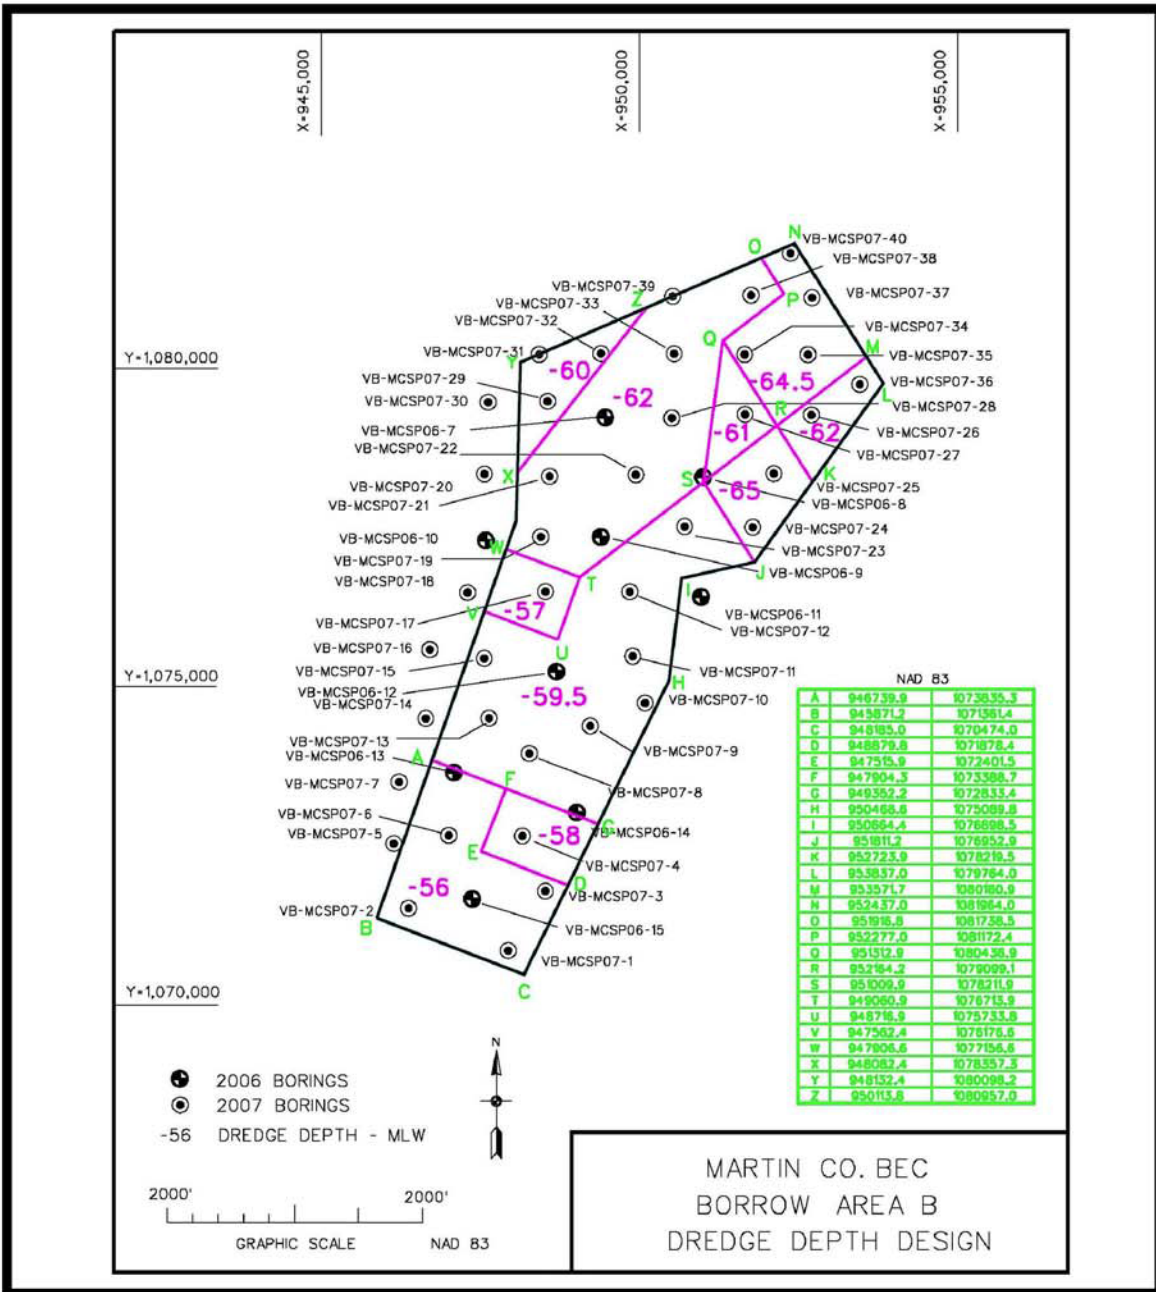 X=945,000
X=950,000
X=955,000
N
VB-MCSP07-40
O
VB-MCSP07-38
VB-MCSP07-39
P
VB-MCSP07-37
VB-MCSP07-33
Z
VB-MCSP07-32
Q
VB-MCSP07-34
Y=1,080,000
VB-MCSP07-31
Y
M
VB-MCSP07-35
-60
-64.5
VB-MCSP07-29
VB-MCSP07-36
L
VB-MCSP07-30
-62
R
VB-MCSP07-28
VB-MCSP06-7
-61
-62
VB-MCSP07-26
VB-MCSP07-22
VB-MCSP07-27
X
S
K
VB-MCSP07-20
-65
VB-MCSP07-25
VB-MCSP07-21
VB-MCSP06-8
VB-MCSP07-24
VB-MCSP06-10
W
VB-MCSP07-23
VB-MCSP07-19
J
VB-MCSP06-9
VB-MCSP07-18
T
I
V
-57
VB-MCSP06-11
VB-MCSP07-17
VB-MCSP07-12
VB-MCSP07-16
U
VB-MCSP07-15
VB-MCSP07-11
Y=1,075,000
H
VB-MCSP06-12
-59.5
VB-MCSP07-10
VB-MCSP07-14
VB-MCSP07-13
VB-MCSP07-9
VB-MCSP06-13
A
F
VB-MCSP07-7
VB-MCSP07-8
VB-MCSP07-6
G
VB-MCSP07-5
-58
VB-MCSP06-14
E
VB-MCSP07-4
D
-56
VB-MCSP07-3
VB-MCSP07-2
B
VB-MCSP06-15
VB-MCSP07-1
C
Y=1,070,000
NAD 83
A 946739.9 1073835.3
B 945871.2 1071361.4
C 948185.0 1070474.0
D 948879.8 1071878.4
E 947515.9 1072401.5
F 947904.3 1073388.7
G 949352.2 1072833.4
H 950468.6 1075089.8
I 950664.4 1076698.5
J 951811.2 1076952.9
K 952723.9 1078219.5
L 953837.0 1079764.0
M 953571.7 1080160.9
N 952437.0 1081964.0
O 951916.8 1081738.5
P 952277.0 1081172.4
Q 951312.9 1080436.9
R 952164.2 1079099.1
S 951009.9 1078211.9
T 949060.9 1076713.9
U 948716.9 1075733.8
V 947562.4 1076176.6
W 947906.6 1077156.6
X 948082.4 1078357.3
Y 948132.4 1080098.2
Z 950113.8 1080957.0
2006 BORINGS
2007 BORINGS
-56 DREDGE DEPTH - MLW
N
2000' 2000'
GRAPHIC SCALE NAD 83
MARTIN CO. BEC
BORROW AREA B
DREDGE DEPTH DESIGN